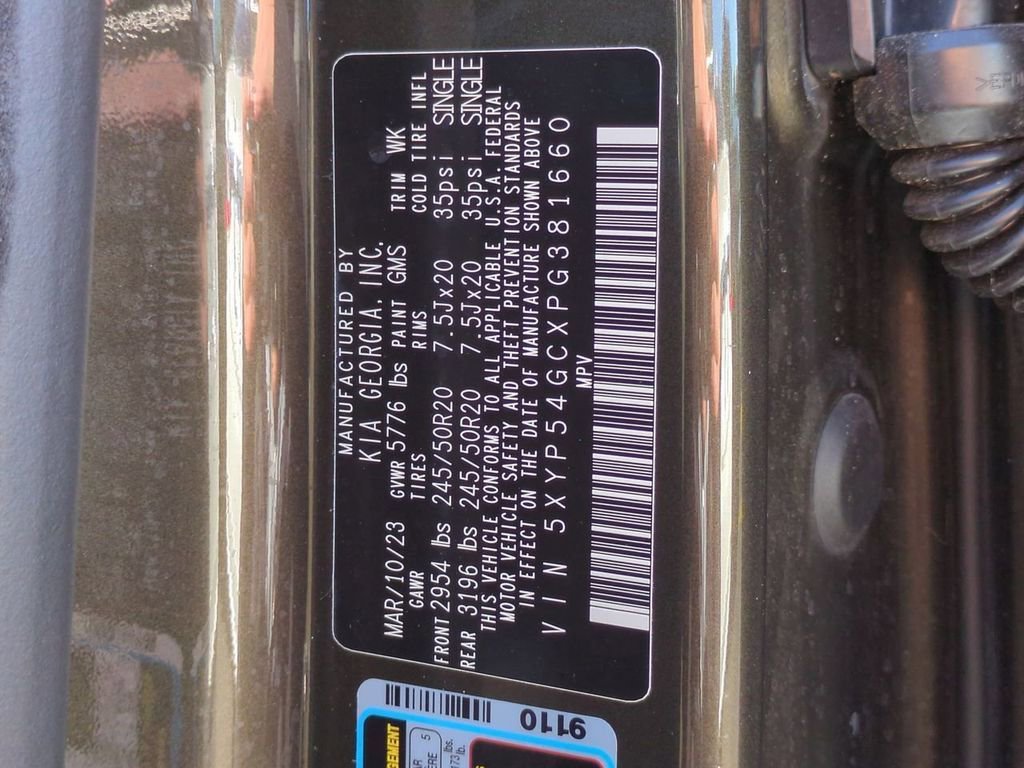 MANUFACTURED BY
KIA GEORGIA, INC.
MAR/10/23 GVWR 5776 lbs PAINT GMS TRIM WK
GAWR TIRES RIMS COLD TIRE INFL
FRONT 2954 lbs 245/50R20 7.5Jx20 35psi SINGLE
REAR 3196 lbs 245/50R20 7.5Jx20 35psi SINGLE
THIS VEHICLE CONFORMS TO ALL APPLICABLE U.S.A. FEDERAL
MOTOR VEHICLE SAFETY AND THEFT PREVENTION STANDARDS
IN EFFECT ON THE DATE OF MANUFACTURE SHOWN ABOVE
VIN 5XYP54GCXPG381660
MPV
9110
5
173 lb.